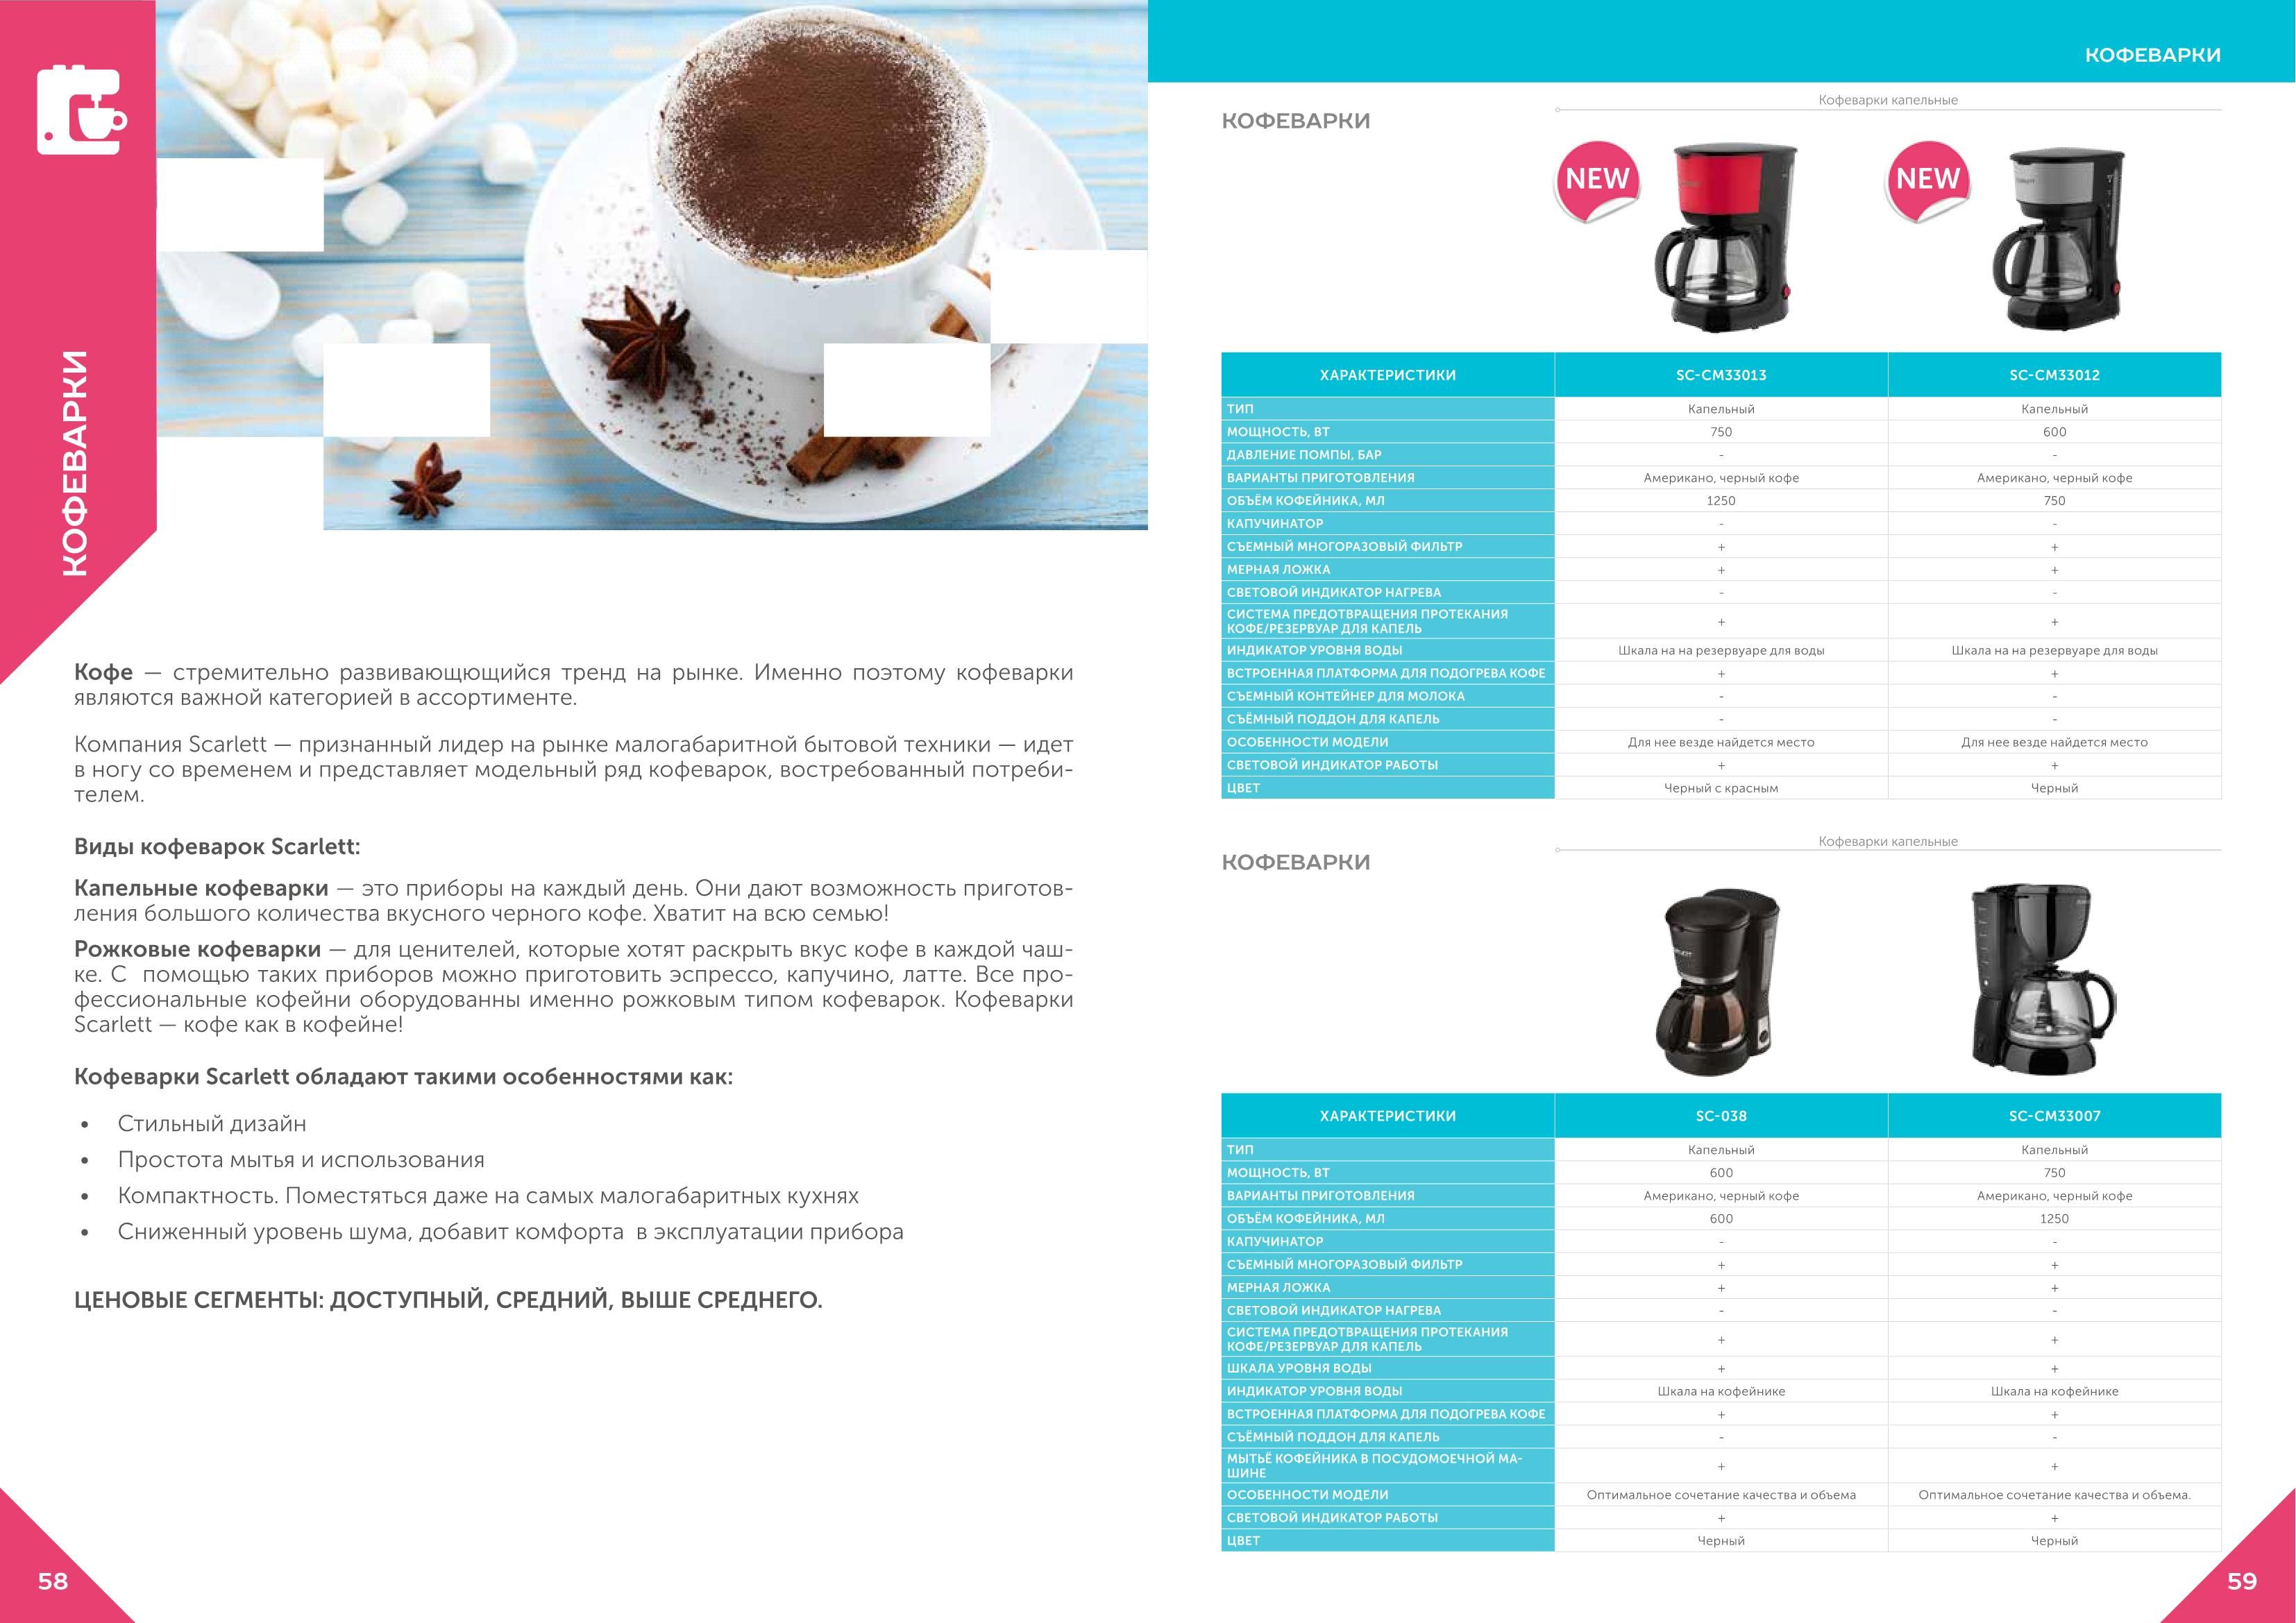 КОФЕВАРКИ
Кофе — стремительно развивающющийся тренд на рынке. Именно поэтому кофеварки
являются важной категорией в ассортименте.
Компания Scarlett — признанный лидер на рынке малогабаритной бытовой техники — идет
в ногу со временем и представляет модельный ряд кофеварок, востребованный потреби-
телем.
Виды кофеварок Scarlett:
Капельные кофеварки — это приборы на каждый день. Они дают возможность приготов-
ления большого количества вкусного черного кофе. Хватит на всю семью!
Рожковые кофеварки — для ценителей, которые хотят раскрыть вкус кофе в каждой чаш-
ке. С помощью таких приборов можно приготовить эспрессо, капучино, латте. Все про-
фессиональные кофейни оборудованны именно рожковым типом кофеварок. Кофеварки
Scarlett — кофе как в кофейне!
Кофеварки Scarlett обладают такими особенностями как:
• Стильный дизайн
• Простота мытья и использования
• Компактность. Поместяться даже на самых малогабаритных кухнях
• Сниженный уровень шума, добавит комфорта в эксплуатации прибора
ЦЕНОВЫЕ СЕГМЕНТЫ: ДОСТУПНЫЙ, СРЕДНИЙ, ВЫШЕ СРЕДНЕГО.
58
КОФЕВАРКИ
КОФЕВАРКИ
Кофеварки капельные
NEW NEW
ХАРАКТЕРИСТИКИ SC-CM33013 SC-CM33012
ТИП Капельный Капельный
МОЩНОСТЬ, ВТ 750 600
ДАВЛЕНИЕ ПОМПЫ, БАР - -
ВАРИАНТЫ ПРИГОТОВЛЕНИЯ Американо, черный кофе Американо, черный кофе
ОБЪЁМ КОФЕЙНИКА, МЛ 1250 750
КАПУЧИНАТОР - -
СЪЕМНЫЙ МНОГОРАЗОВЫЙ ФИЛЬТР + +
МЕРНАЯ ЛОЖКА + +
СВЕТОВОЙ ИНДИКАТОР НАГРЕВА - -
СИСТЕМА ПРЕДОТВРАЩЕНИЯ ПРОТЕКАНИЯ
КОФЕ/РЕЗЕРВУАР ДЛЯ КАПЕЛЬ + +
ИНДИКАТОР УРОВНЯ ВОДЫ Шкала на на резервуаре для воды Шкала на на резервуаре для воды
ВСТРОЕННАЯ ПЛАТФОРМА ДЛЯ ПОДОГРЕВА КОФЕ + +
СЪЕМНЫЙ КОНТЕЙНЕР ДЛЯ МОЛОКА - -
СЪЁМНЫЙ ПОДДОН ДЛЯ КАПЕЛЬ - -
ОСОБЕННОСТИ МОДЕЛИ Для нее везде найдется место Для нее везде найдется место
СВЕТОВОЙ ИНДИКАТОР РАБОТЫ + +
ЦВЕТ Черный с красным Черный
КОФЕВАРКИ
Кофеварки капельные
ХАРАКТЕРИСТИКИ SC-038 SC-CM33007
ТИП Капельный Капельный
МОЩНОСТЬ, ВТ 600 750
ВАРИАНТЫ ПРИГОТОВЛЕНИЯ Американо, черный кофе Американо, черный кофе
ОБЪЁМ КОФЕЙНИКА, МЛ 600 1250
КАПУЧИНАТОР - -
СЪЕМНЫЙ МНОГОРАЗОВЫЙ ФИЛЬТР + +
МЕРНАЯ ЛОЖКА + +
СВЕТОВОЙ ИНДИКАТОР НАГРЕВА - -
СИСТЕМА ПРЕДОТВРАЩЕНИЯ ПРОТЕКАНИЯ
КОФЕ/РЕЗЕРВУАР ДЛЯ КАПЕЛЬ + +
ШКАЛА УРОВНЯ ВОДЫ + +
ИНДИКАТОР УРОВНЯ ВОДЫ Шкала на кофейнике Шкала на кофейнике
ВСТРОЕННАЯ ПЛАТФОРМА ДЛЯ ПОДОГРЕВА КОФЕ + +
СЪЁМНЫЙ ПОДДОН ДЛЯ КАПЕЛЬ - -
МЫТЬЁ КОФЕЙНИКА В ПОСУДОМОЕЧНОЙ МА-
ШИНЕ + +
ОСОБЕННОСТИ МОДЕЛИ Оптимальное сочетание качества и объема Оптимальное сочетание качества и объема.
СВЕТОВОЙ ИНДИКАТОР РАБОТЫ + +
ЦВЕТ Черный Черный
59